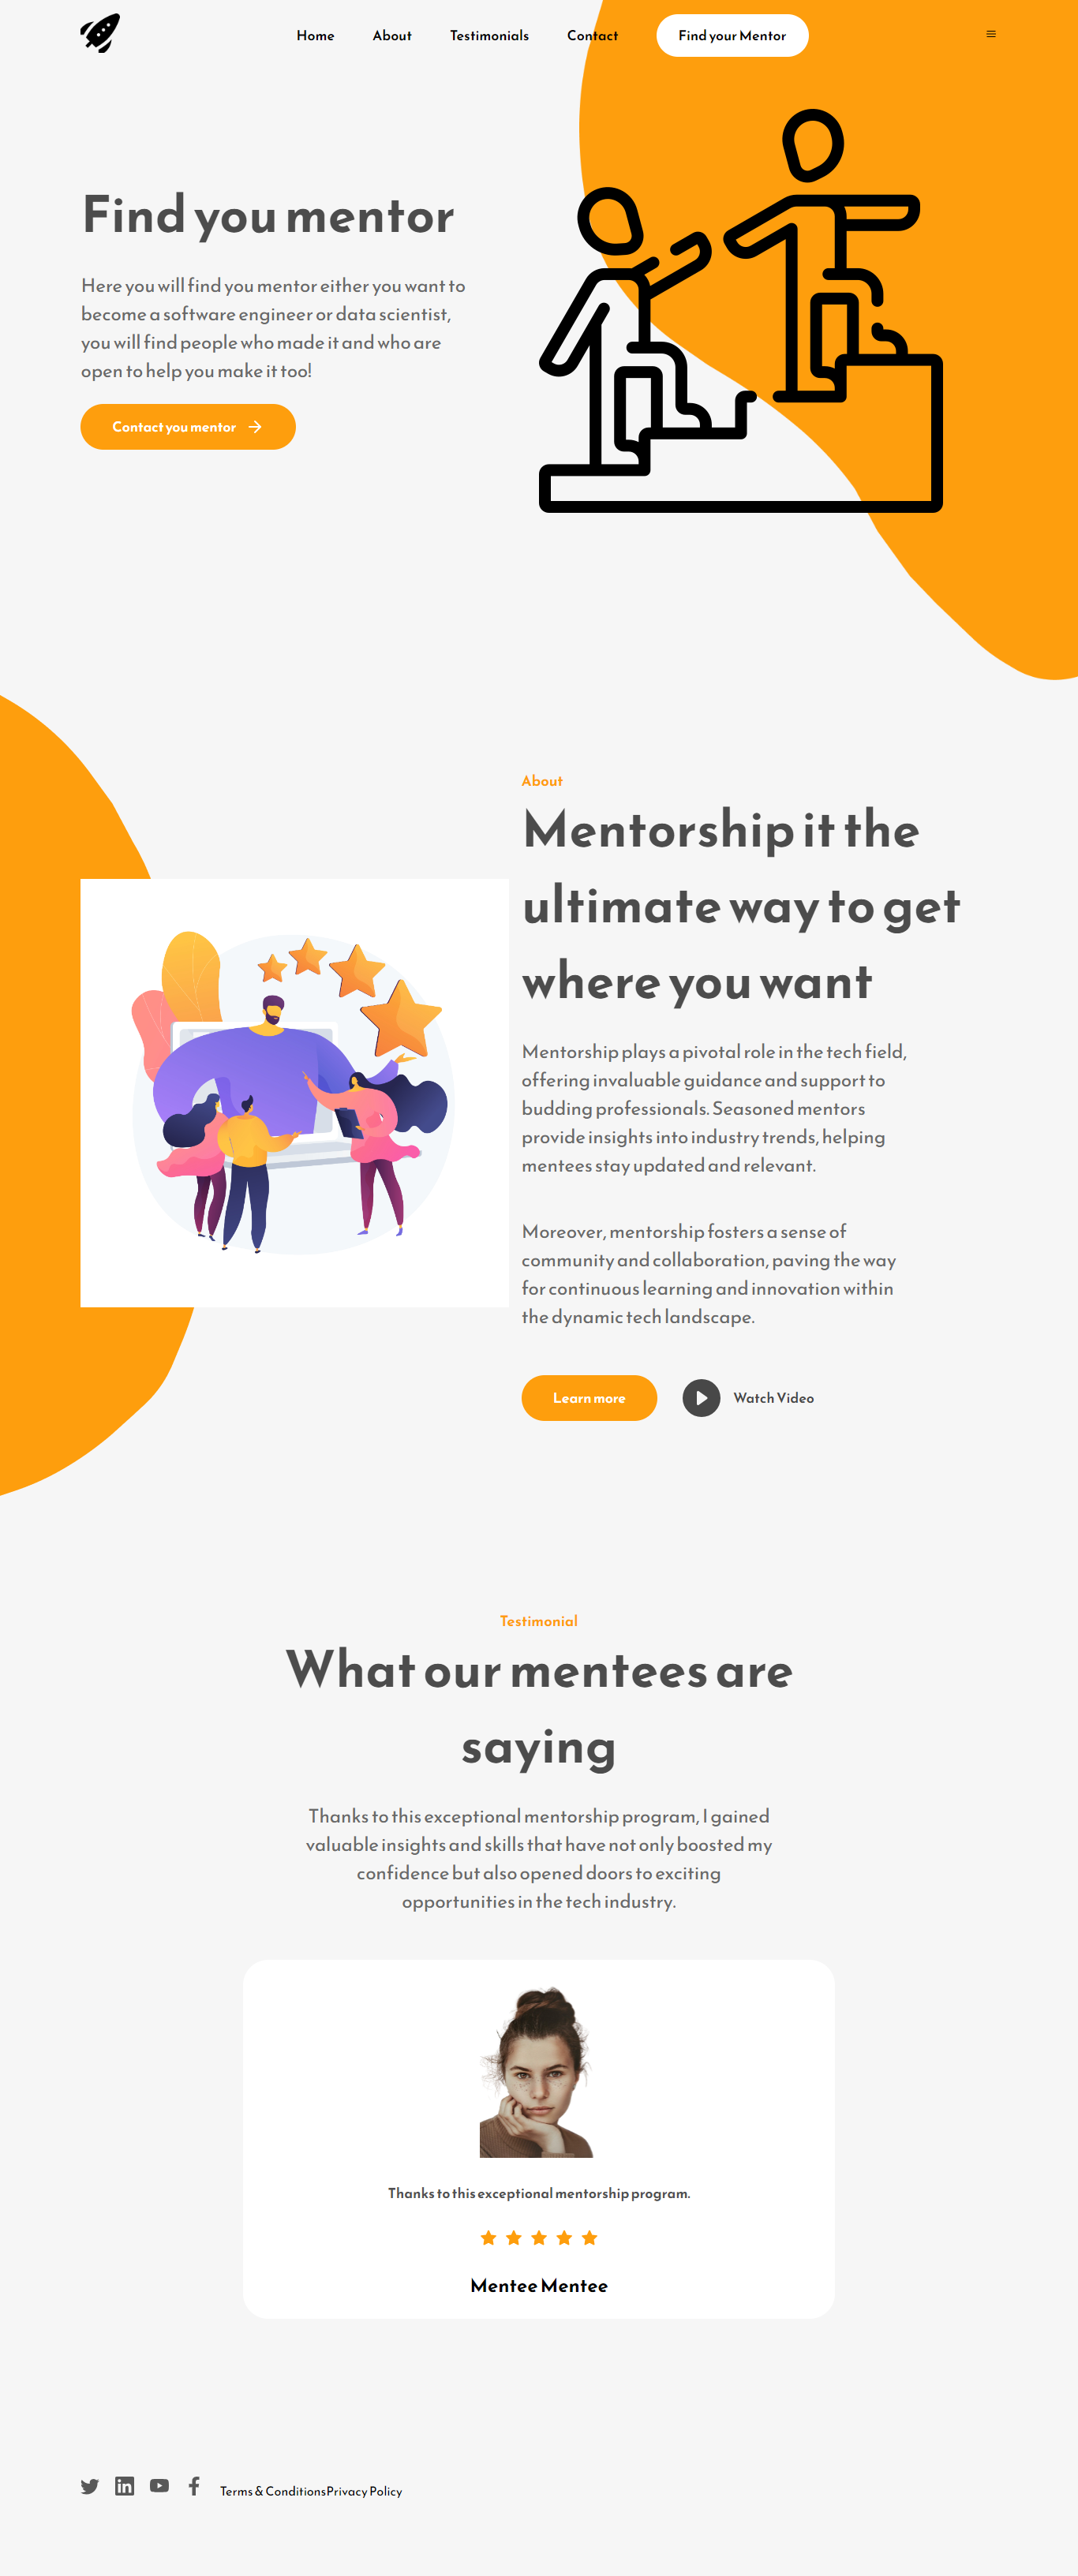 Home About Testimonials Contact Find your Mentor
Find you mentor
Here you will find you mentor either you want to
become a software engineer or data scientist,
you will find people who made it and who are
open to help you make it too!
Contact you mentor
About
Mentorship it the
ultimate way to get
where you want
Mentorship plays a pivotal role in the tech field,
offering invaluable guidance and support to
budding professionals. Seasoned mentors
provide insights into industry trends, helping
mentees stay updated and relevant.
Moreover, mentorship fosters a sense of
community and collaboration, paving the way
for continuous learning and innovation within
the dynamic tech landscape.
Learn more Watch Video
Testimonial
What our mentees are
saying
Thanks to this exceptional mentorship program, I gained
valuable insights and skills that have not only boosted my
confidence but also opened doors to exciting
opportunities in the tech industry.
Thanks to this exceptional mentorship program.
Mentee Mentee
Terms & ConditionsPrivacy Policy